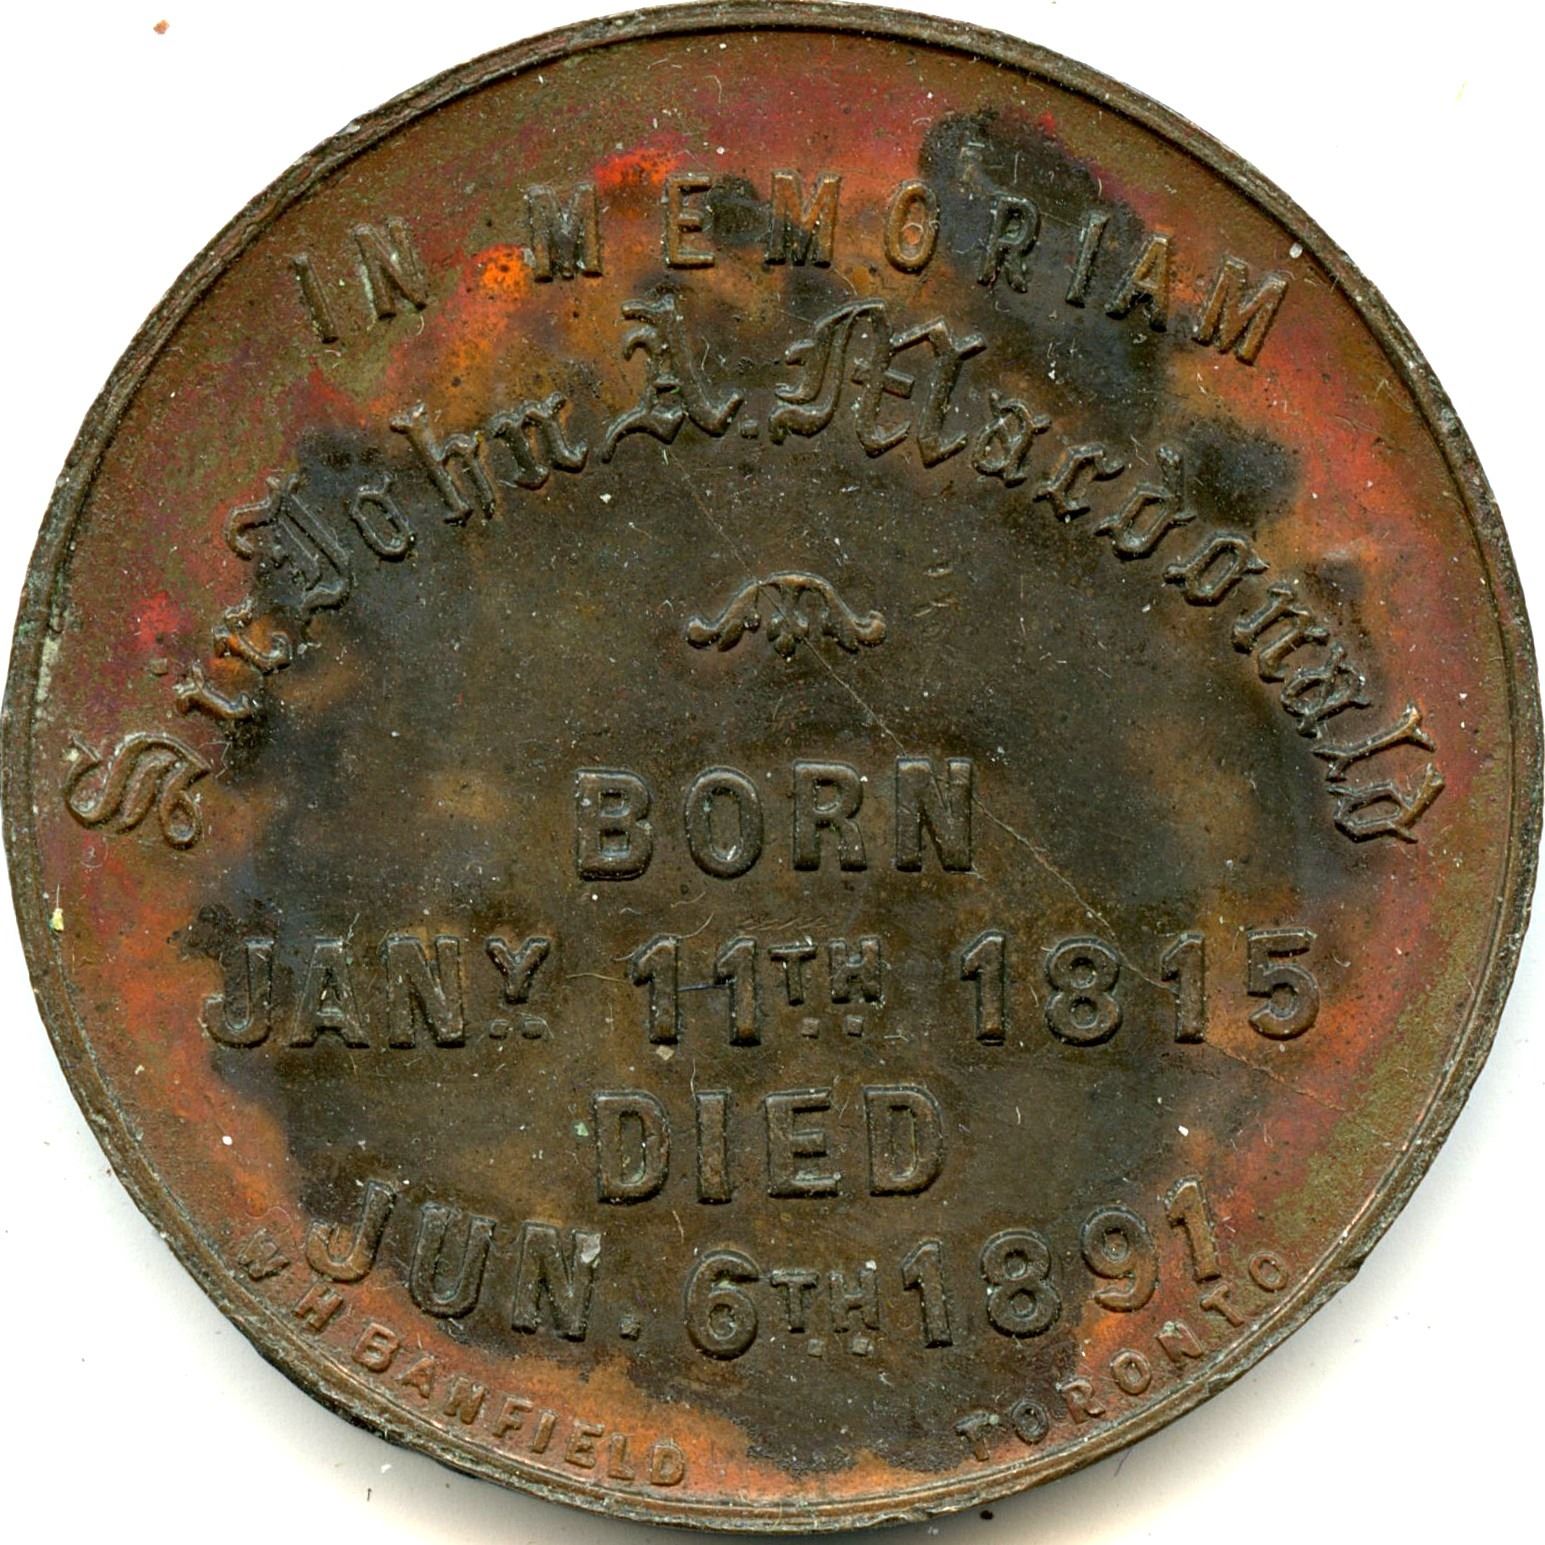 IN MEMORIAM
Sir John A. Macdonald
BORN
JANY. 11TH 1815
DIED
JUN. 6TH 1891
W H BANFIELD TORONTO